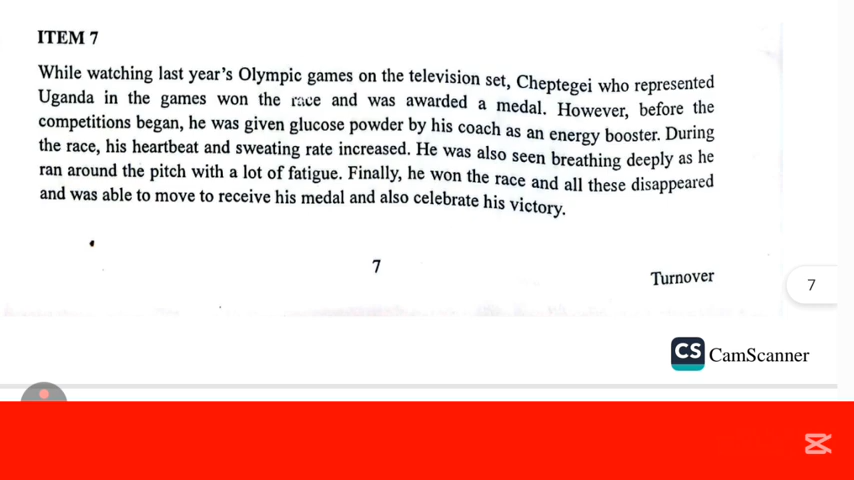 ITEM 7
While watching last year's Olympic games on the television set, Cheptegei who represented
Uganda in the games won the race and was awarded a medal. However, before the
competitions began, he was given glucose powder by his coach as an energy booster. During
the race, his heartbeat and sweating rate increased. He was also seen breathing deeply as he
ran around the pitch with a lot of fatigue. Finally, he won the race and all these disappeared
and was able to move to receive his medal and also celebrate his victory.
7
Turnover
7
CS CamScanner